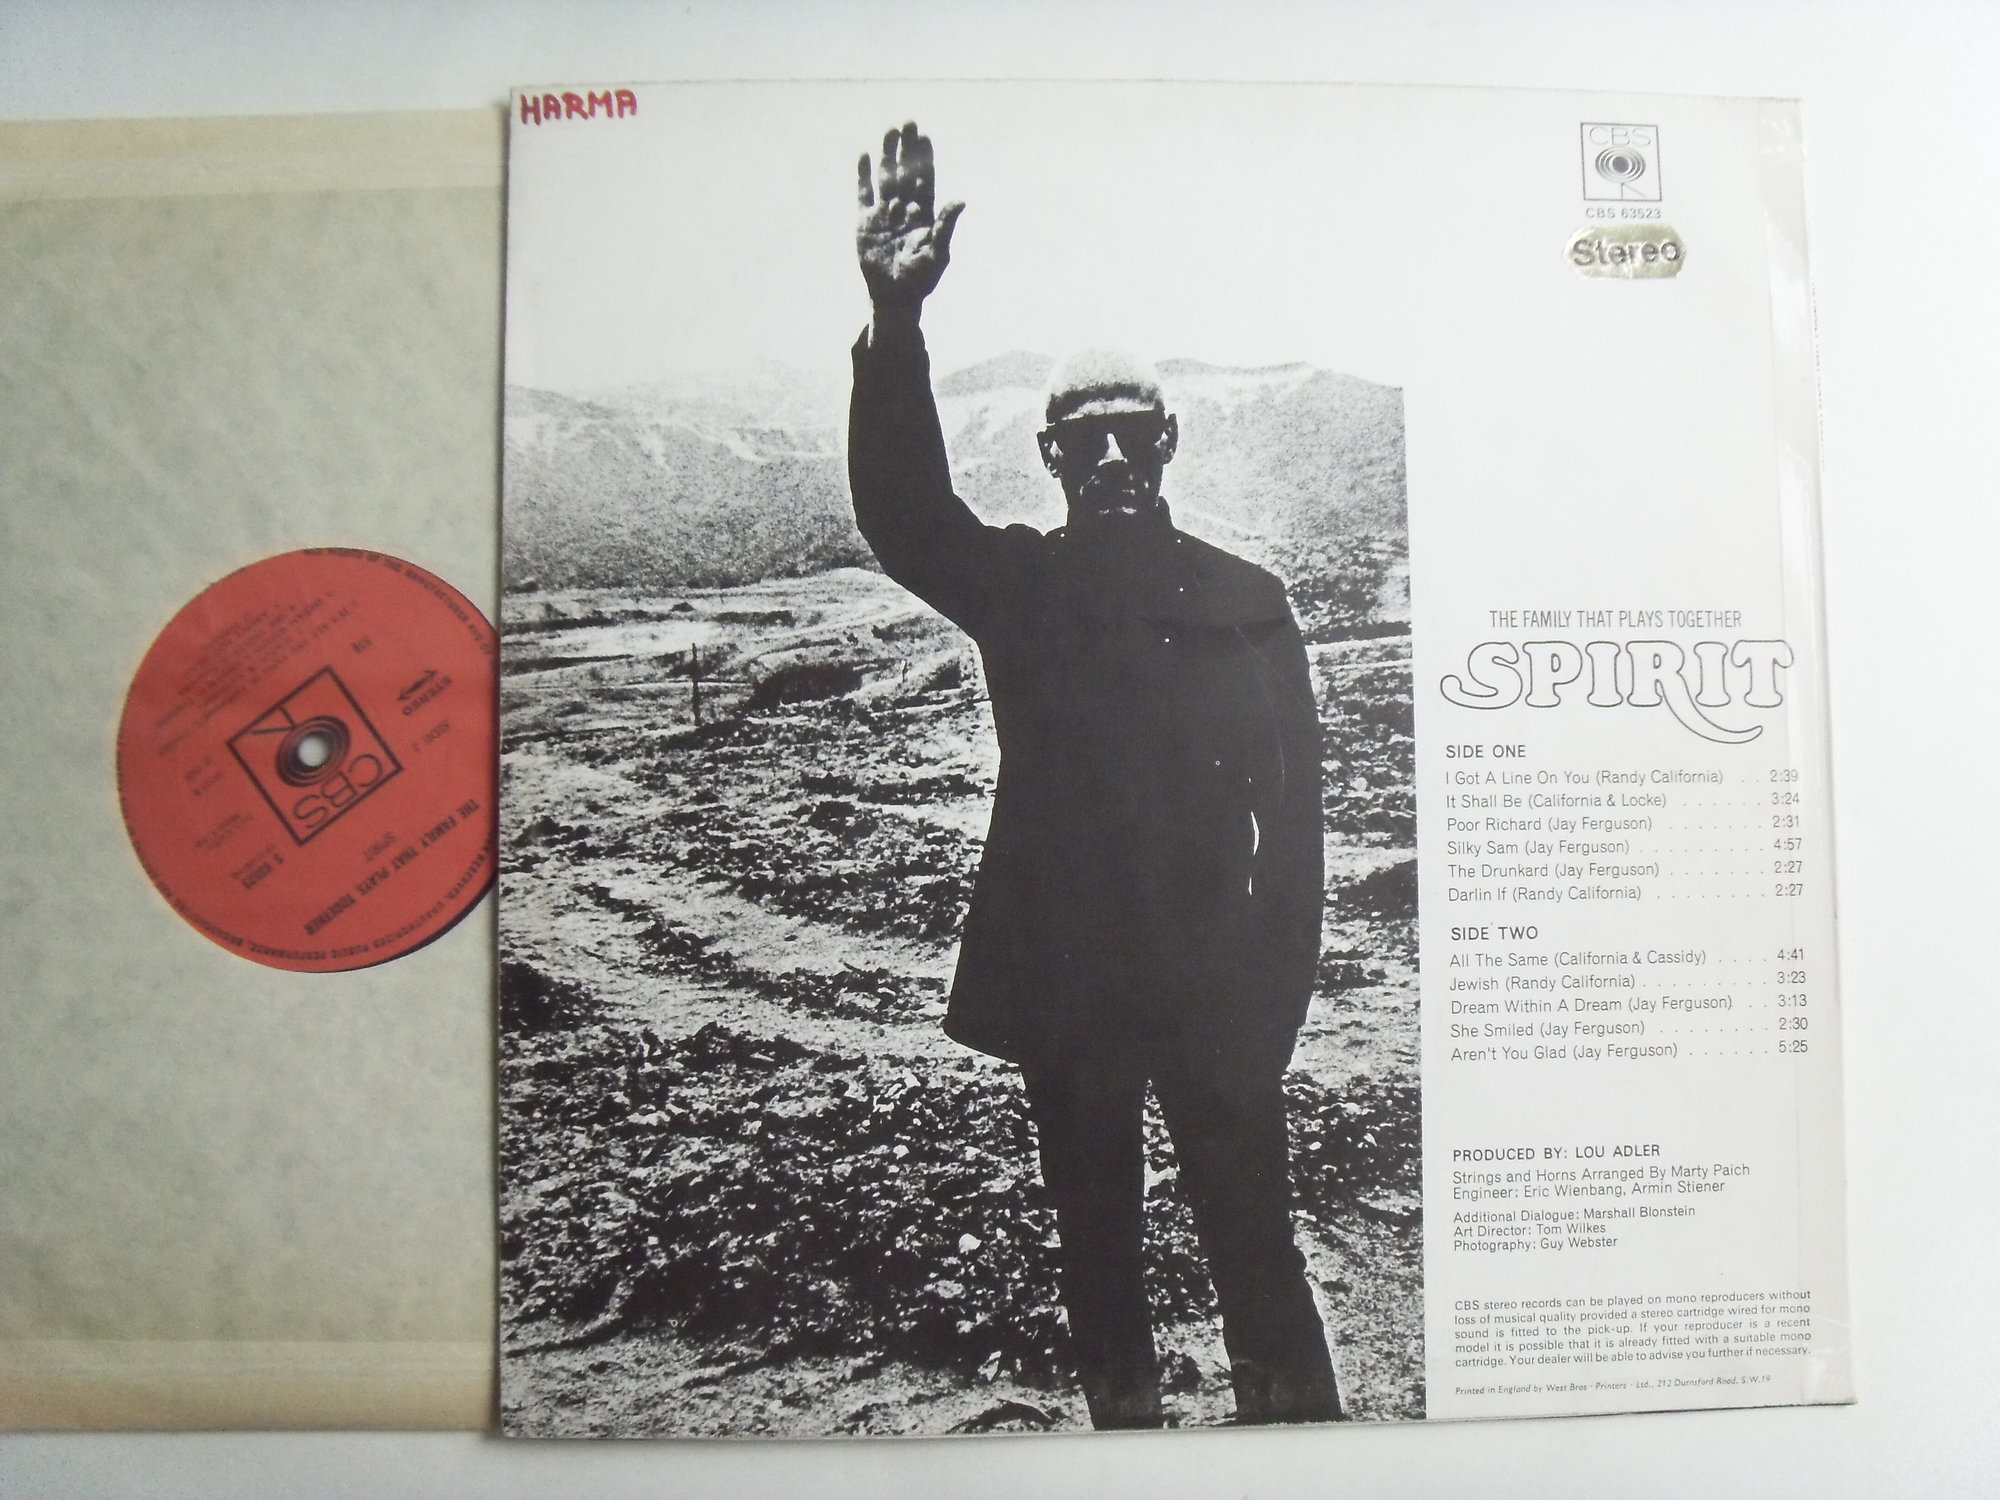 HARMA
CBS
CBS 63523
Stereo
THE FAMILY THAT PLAYS TOGETHER
SPIRIT
SIDE ONE
I Got A Line On You (Randy California) . . 2:39
It Shall Be (California & Locke) . . . . . . 3:24
Poor Richard (Jay Ferguson) . . . . . . . 2:31
Silky Sam (Jay Ferguson) . . . . . . . . . 4:57
The Drunkard (Jay Ferguson) . . . . . . . 2:27
Darlin If (Randy California) . . . . . . . . 2:27
SIDE TWO
All The Same (California & Cassidy) . . . . 4:41
Jewish (Randy California) . . . . . . . . . 3:23
Dream Within A Dream (Jay Ferguson) . . 3:13
She Smiled (Jay Ferguson) . . . . . . . . 2:30
Aren't You Glad (Jay Ferguson) . . . . . . 5:25
PRODUCED BY: LOU ADLER
Strings and Horns Arranged By Marty Paich
Engineer: Eric Wienbang, Armin Stiener
Additional Dialogue: Marshall Blonstein
Art Director: Tom Wilkes
Photography: Guy Webster
CBS stereo records can be played on mono reproducers without
loss of musical quality provided a stereo cartridge wired for mono
sound is fitted to the pick-up. If your reproducer is a recent
model it is possible that it is already fitted with a suitable mono
cartridge. Your dealer will be able to advise you further if necessary.
Printed in England by West Bros · Printers · Ltd., 212 Durnsford Road, S.W.19
STEREO
SIDE 2
CBS
S 63523
SPIRIT
THE FAMILY THAT PLAYS TOGETHER